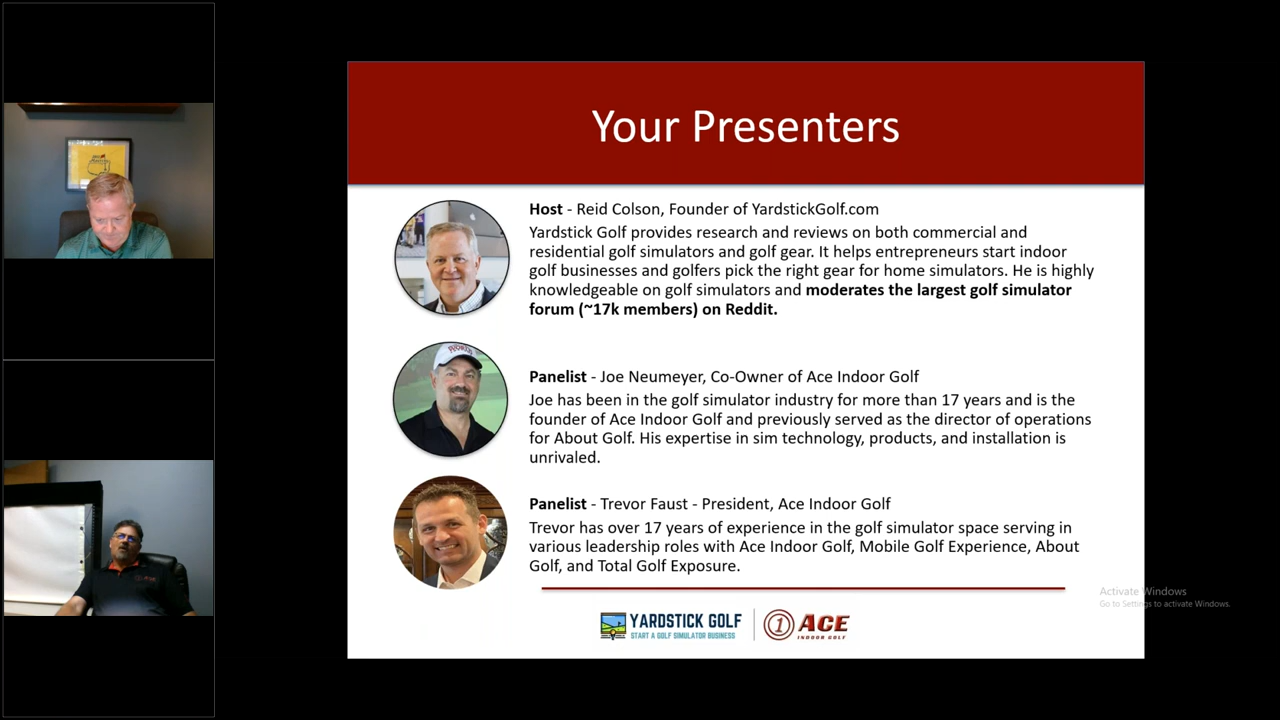 Your Presenters
Host - Reid Colson, Founder of YardstickGolf.com
Yardstick Golf provides research and reviews on both commercial and
residential golf simulators and golf gear. It helps entrepreneurs start indoor
golf businesses and golfers pick the right gear for home simulators. He is highly
knowledgeable on golf simulators and moderates the largest golf simulator
forum (~17k members) on Reddit.
Panelist - Joe Neumeyer, Co-Owner of Ace Indoor Golf
Joe has been in the golf simulator industry for more than 17 years and is the
founder of Ace Indoor Golf and previously served as the director of operations
for About Golf. His expertise in sim technology, products, and installation is
unrivaled.
Panelist - Trevor Faust - President, Ace Indoor Golf
Trevor has over 17 years of experience in the golf simulator space serving in
various leadership roles with Ace Indoor Golf, Mobile Golf Experience, About
Golf, and Total Golf Exposure.
YARDSTICK GOLF
START A GOLF SIMULATOR BUSINESS
1 ACE
INDOOR GOLF
Activate Windows
Go to Settings to activate Windows.